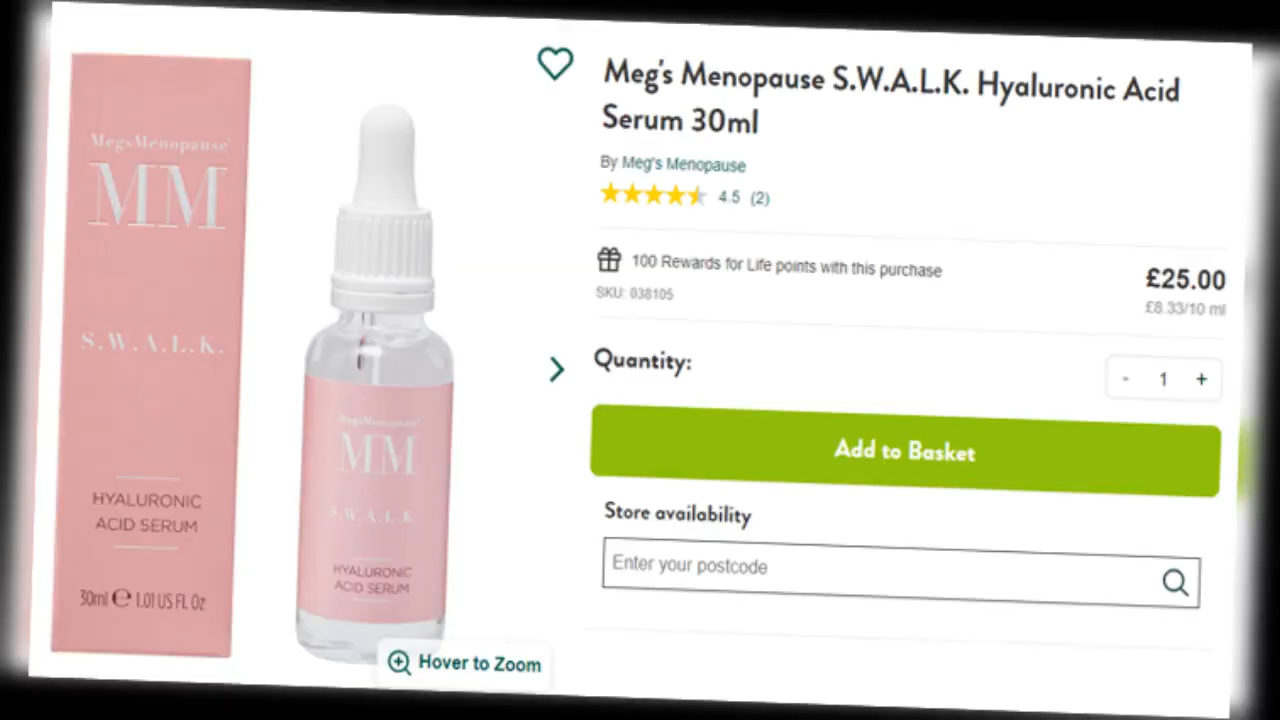 MegsMenopause
MM
S.W.A.L.K.
HYALURONIC
ACID SERUM
30ml e 1.01 US FL Oz
MegsMenopause
MM
S.W.A.L.K.
HYALURONIC
ACID SERUM
Hover to Zoom
Meg's Menopause S.W.A.L.K. Hyaluronic Acid
Serum 30ml
By Meg's Menopause
4.5 (2)
100 Rewards for Life points with this purchase
SKU: 038105
£25.00
£8.33/10 ml
Quantity:
- 1 +
Add to Basket
Store availability
Enter your postcode